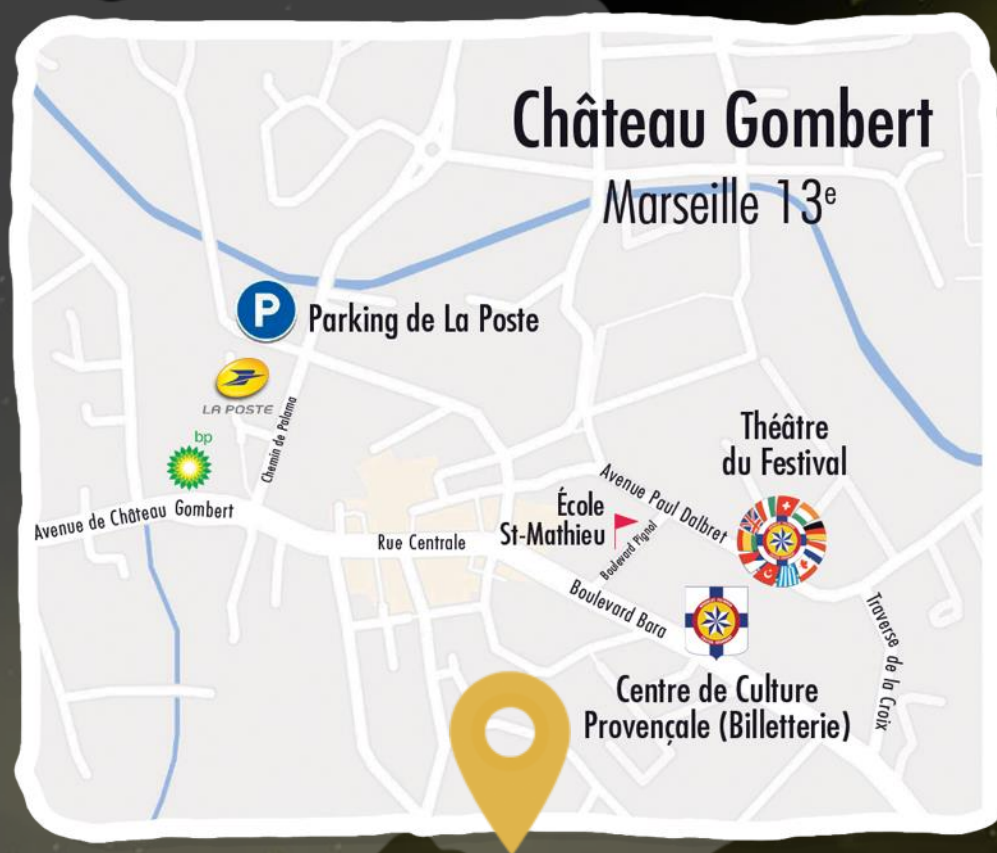 Château Gombert
Marseille 13e
P
Parking de La Poste
LA POSTE
Chemin de Palama
bp
Avenue de Château Gombert
Rue Centrale
École
St-Mathieu
Boulevard Pignol
Avenue Paul Dalbret
Théâtre
du Festival
Boulevard Bara
Traverse de la Croix
Centre de Culture
Provençale (Billetterie)